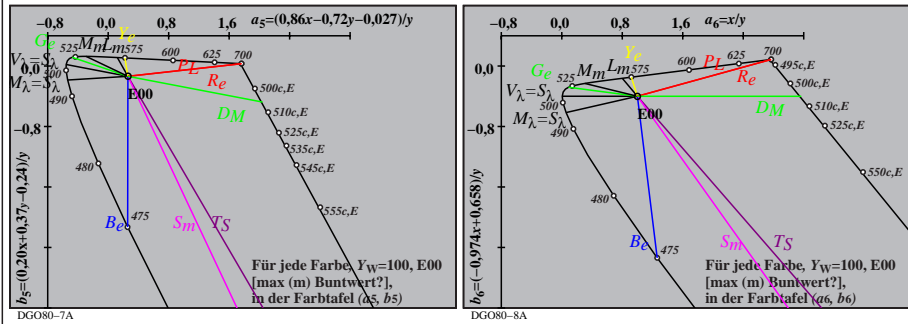 −0,8 0,0 0,8 1,6 a5=(0,86x−0,72y−0,027)/y
525 Mm Lm 575 600 625 700
Ge Ye
Vλ=Sλ
0,0
500
Mλ=Sλ
490
E00
PL
Re
DM
500c,E
510c,E
−0,8
525c,E
535c,E
545c,E
480
555c,E
475
Be
Sm
TS
b5=(0,20x+0,37y−0,24)/y
Für jede Farbe, YW=100, E00
[max (m) Buntwert?],
in der Farbtafel (a5, b5)
DGO80−7A
−0,8 0,0 0,8 1,6 a6=x/y
525 Mm Lm 575 600 625 700
Ge Ye
0,0
495c,E
Vλ=Sλ
500
Mλ=Sλ
490
E00
PL
Re
DM
500c,E
510c,E
−0,8
525c,E
550c,E
480
475
Be
Sm
TS
b6=(−0,974x+0,658)/y
Für jede Farbe, YW=100, E00
[max (m) Buntwert?],
in der Farbtafel (a6, b6)
DGO80−8A